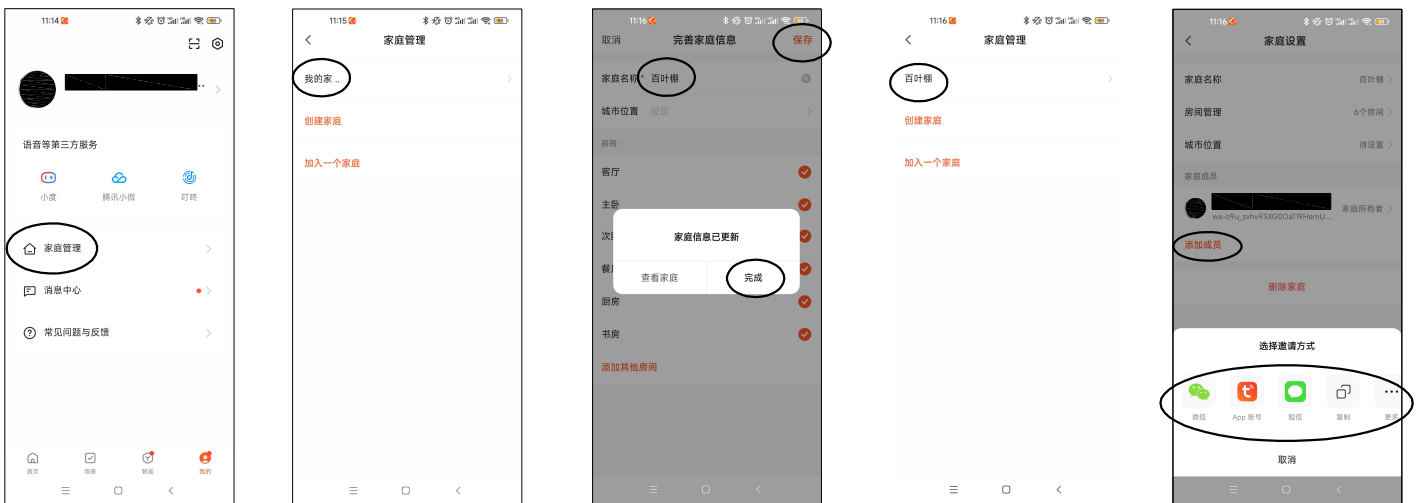 11:14
语音等第三方服务
小度
腾讯小微
叮咚
家庭管理
消息中心
常见问题与反馈
首页
场景
智能
我的
11:15
家庭管理
我的家 ..
创建家庭
加入一个家庭
11:16
取消
完善家庭信息
保存
家庭名称* 百叶棚
城市位置 设定
房间:
客厅
主卧
次
餐
厨房
书房
添加其他房间
家庭信息已更新
查看家庭
完成
11:16
家庭管理
百叶棚
创建家庭
加入一个家庭
11:16
家庭设置
家庭名称 百叶棚
房间管理 6个房间
城市位置 待设置
家庭成员
家庭所有者
添加成员
删除家庭
选择邀请方式
微信
App 账号
短信
复制
更多
取消